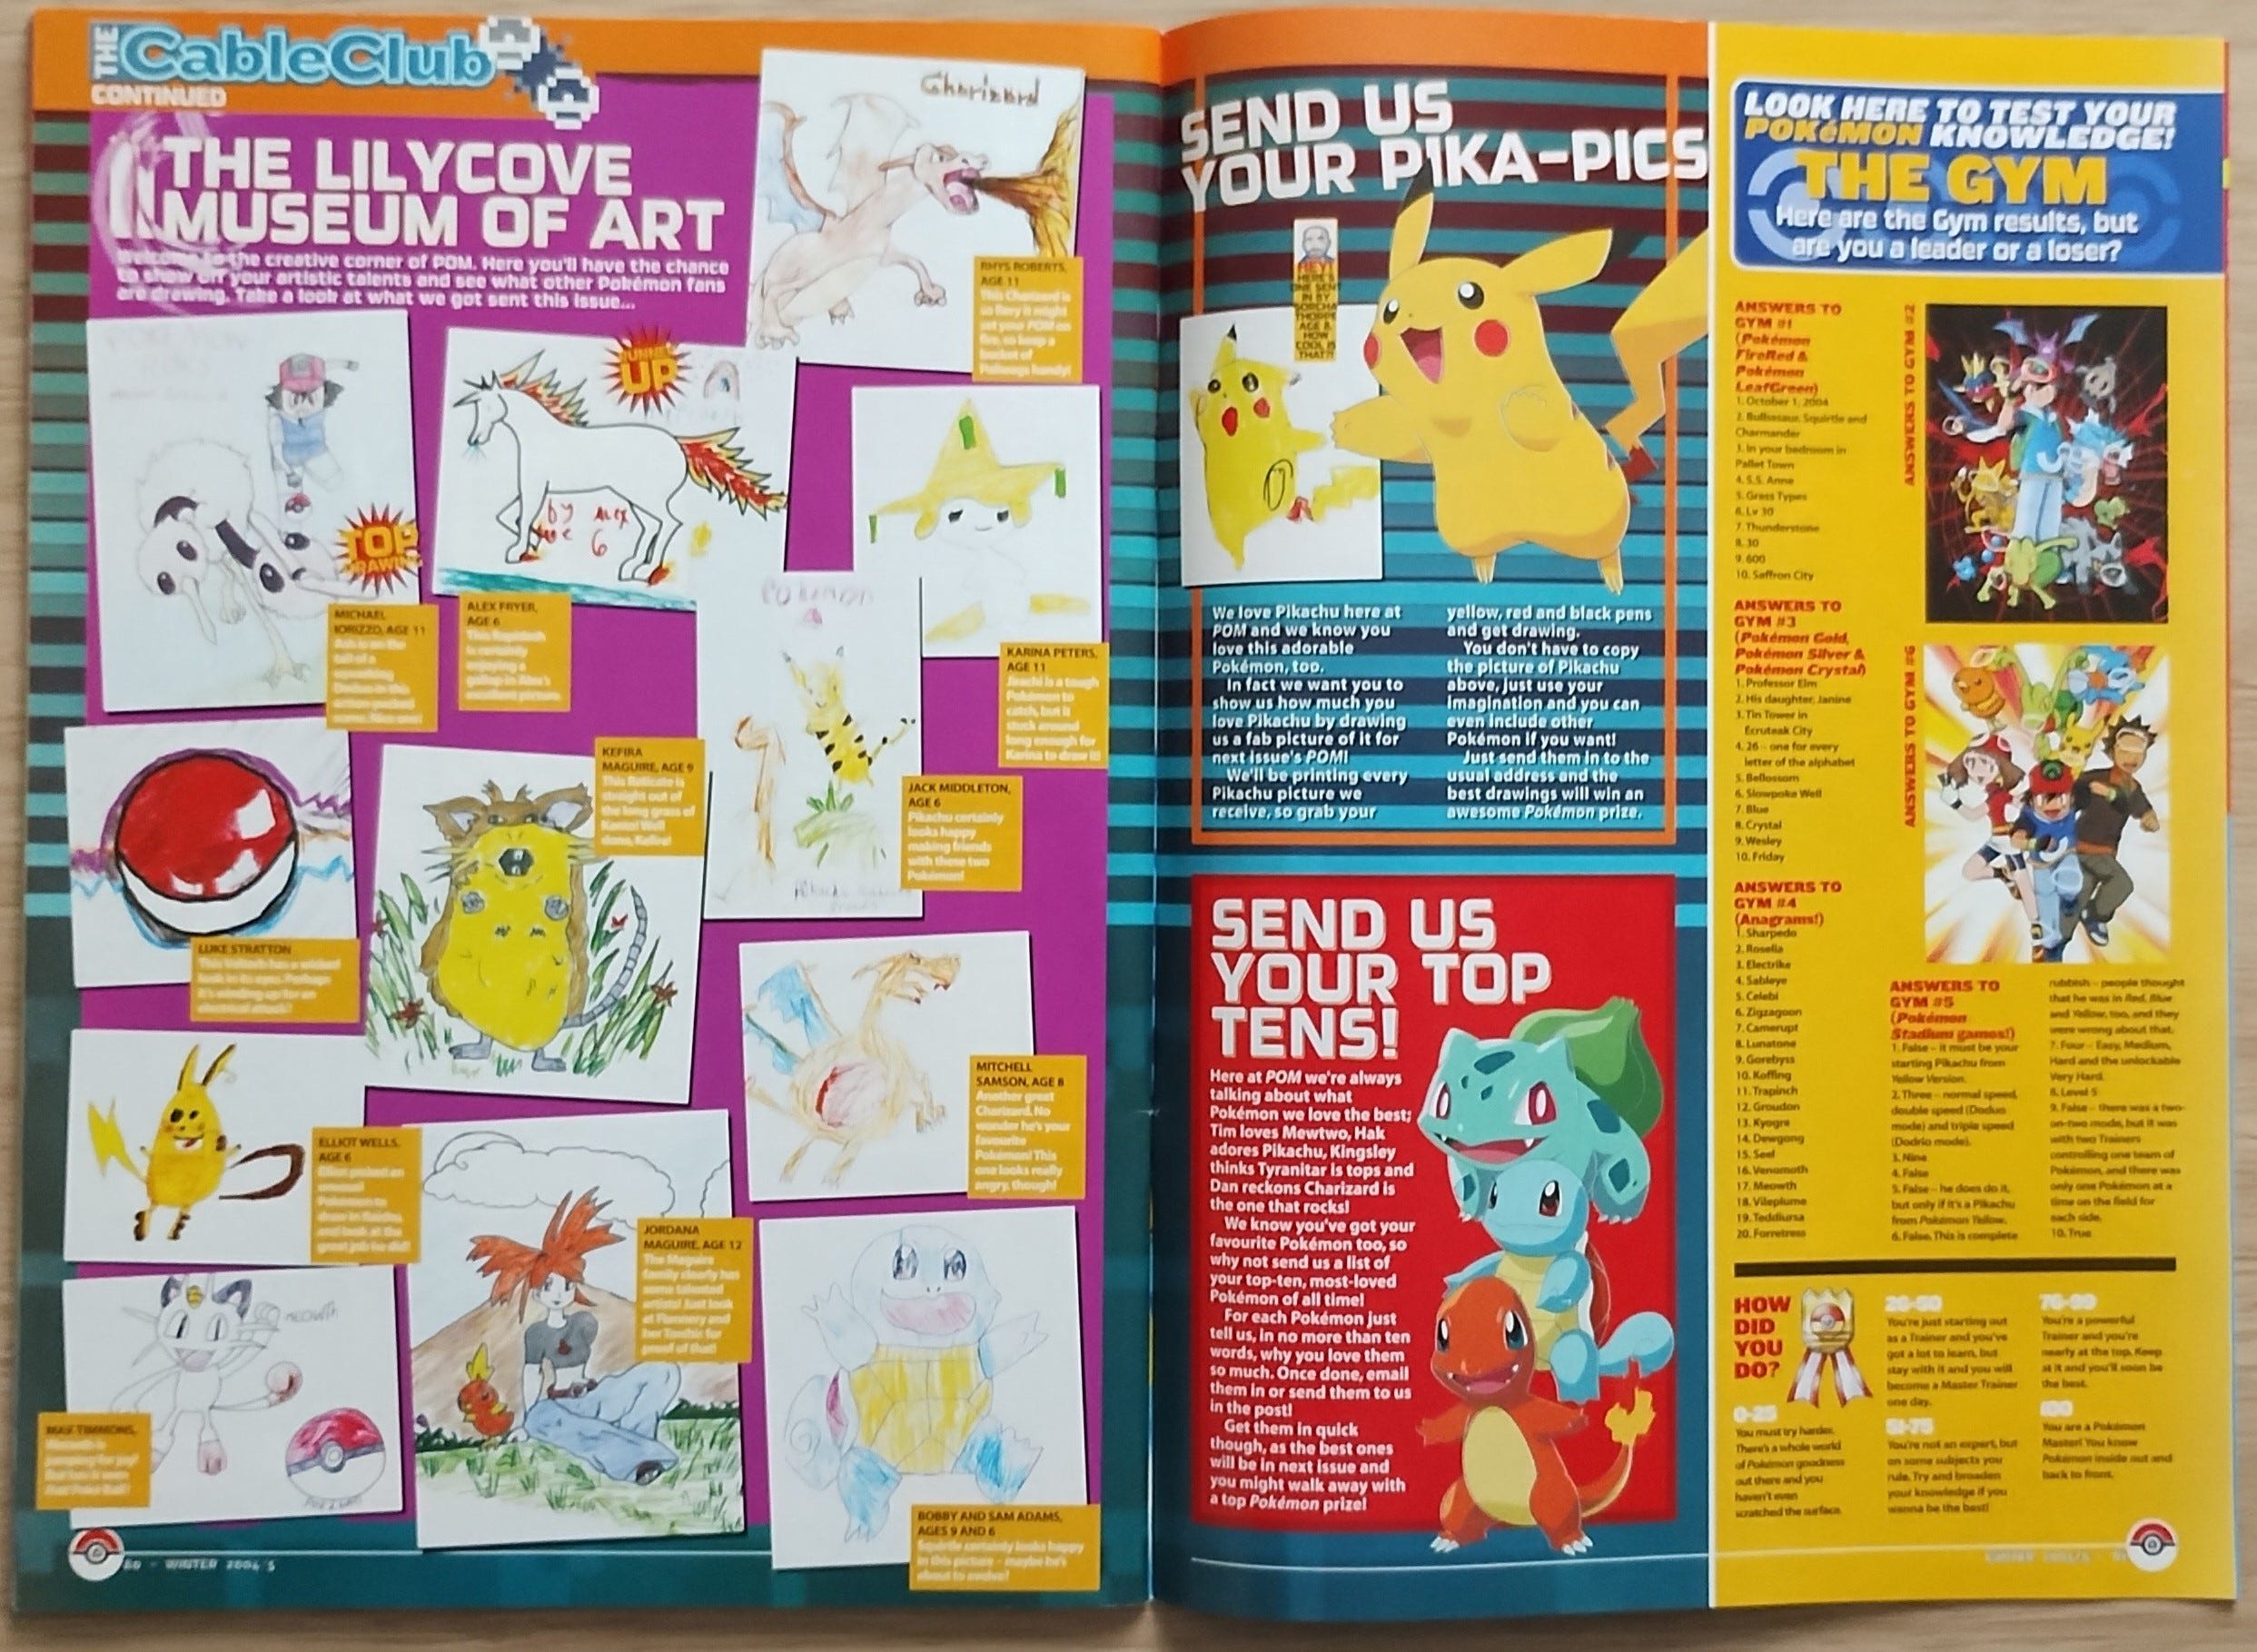 THE CableClub
CONTINUED
THE LILYCOVE
MUSEUM OF ART
Welcome to the creative corner of POM. Here you'll have the chance
to show off your artistic talents and see what other Pokémon fans
are drawing. Take a look at what we got sent this issue...
Charizard
RHYS ROBERTS,
AGE 11
This Charizard is
so fiery it might
set your POM on
fire, so keep a
bucket of
Poliwags handy!
TOP
DRAWING
MICHAEL
IORIZZO, AGE 11
Ash is on the
tail of a
something
Doduo in this
action-packed
scene. Nice one!
RUNNER
UP
by ALEX
6
ALEX FRYER,
AGE 6
This Rapidash
is certainly
enjoying a
gallop in Alex's
excellent picture.
KARINA PETERS,
AGE 11
Jirachi is a tough
Pokémon to
catch, but it
stuck around
long enough for
Karina to draw it!
Pokemon
JACK MIDDLETON,
AGE 6
Pikachu certainly
looks happy
making friends
with these two
Pokémon!
KEFIRA
MAGUIRE, AGE 9
This Raticate is
straight out of
the long grass of
Kanto! Well
done, Kefira!
LUKE STRATTON
This Voltorb has a wicked
look in its eyes. Perhaps
it's winding up for an
electrical attack?
MITCHELL
SAMSON, AGE 8
Another great
Charizard. No
wonder he's your
favourite
Pokémon! This
one looks really
angry, though!
ELLIOT WELLS,
AGE 6
Elliot picked an
unusual
Pokémon to
draw in Raichu,
and look at the
great job he did!
JORDANA
MAGUIRE, AGE 12
The Maguire
family clearly has
some talented
artists! Just look
at Flannery and
her Torchic for
proof of that!
MEOWTH
MAX TIMMONS,
Meowth is
jumping for joy!
BOBBY AND SAM ADAMS,
AGES 9 AND 6
Squirtle certainly looks happy
in this picture – maybe he's
about to evolve?
80 - WINTER 2004/5
SEND US
YOUR PIKA-PICS
HEY!
HERE'S
ONE SENT
IN BY
SORCHA
THORPE
AGE 8.
HOW
COOL IS
THAT?!
We love Pikachu here at
POM and we know you
love this adorable
Pokémon, too.
In fact we want you to
show us how much you
love Pikachu by drawing
us a fab picture of it for
next issue's POM!
We'll be printing every
Pikachu picture we
receive, so grab your
yellow, red and black pens
and get drawing.
You don't have to copy
the picture of Pikachu
above, just use your
imagination and you can
even include other
Pokémon if you want!
Just send them in to the
usual address and the
best drawings will win an
awesome Pokémon prize.
SEND US
YOUR TOP
TENS!
Here at POM we're always
talking about what
Pokémon we love the best;
Tim loves Mewtwo, Hak
adores Pikachu, Kingsley
thinks Tyranitar is tops and
Dan reckons Charizard is
the one that rocks!
We know you've got your
favourite Pokémon too, so
why not send us a list of
your top-ten, most-loved
Pokémon of all time!
For each Pokémon just
tell us, in no more than ten
words, why you love them
so much. Once done, email
them in or send them to us
in the post!
Get them in quick
though, as the best ones
will be in next issue and
you might walk away with
a top Pokémon prize!
LOOK HERE TO TEST YOUR
POKéMON KNOWLEDGE!
THE GYM
Here are the Gym results, but
are you a leader or a loser?
ANSWERS TO
GYM #1
(Pokémon
FireRed &
Pokémon
LeafGreen)
1. October 1, 2004
2. Bulbasaur, Squirtle and
Charmander
3. In your bedroom in
Pallet Town
4. S.S. Anne
5. Grass Types
6. Lv 30
7. Thunderstone
8. 30
9. 600
10. Saffron City
ANSWERS TO GYM #2
ANSWERS TO
GYM #3
(Pokémon Gold,
Pokémon Silver &
Pokémon Crystal)
1. Professor Elm
2. His daughter, Janine
3. Tin Tower in
Ecruteak City
4. 26 – one for every
letter of the alphabet
5. Bellossom
6. Slowpoke Well
7. Blue
8. Crystal
9. Wesley
10. Friday
ANSWERS TO GYM #6
ANSWERS TO
GYM #4
(Anagrams!)
1. Sharpedo
2. Roselia
3. Electrike
4. Sableye
5. Celebi
6. Zigzagoon
7. Camerupt
8. Lunatone
9. Gorebyss
10. Koffing
11. Trapinch
12. Groudon
13. Kyogre
14. Dewgong
15. Seel
16. Venomoth
17. Meowth
18. Vileplume
19. Teddiursa
20. Forretress
ANSWERS TO
GYM #5
(Pokémon
Stadium games!)
1. False – it must be your
starting Pikachu from
Yellow Version.
2. Three – normal speed,
double speed (Doduo
mode) and triple speed
(Dodrio mode).
3. Nine
4. False
5. False – he does do it,
but only if it's a Pikachu
from Pokémon Yellow.
6. False. This is complete
rubbish – people thought
that he was in Red, Blue
and Yellow, too, and they
were wrong about that.
7. Four – Easy, Medium,
Hard and the unlockable
Very Hard.
8. Level 5
9. False – there was a two-
on-two mode, but it was
with two Trainers
controlling one team of
Pokémon, and there was
only one Pokémon at a
time on the field for
each side.
10. True
HOW
DID
YOU
DO?
0-25
You must try harder.
There's a whole world
of Pokémon goodness
out there and you
haven't even
scratched the surface.
26-50
You're just starting out
as a Trainer and you've
got a lot to learn, but
stay with it and you will
become a Master Trainer
one day.
51-75
You're not an expert, but
on some subjects you
rule. Try and broaden
your knowledge if you
wanna be the best!
76-99
You're a powerful
Trainer and you're
nearly at the top. Keep
at it and you'll soon be
the best.
100
You are a Pokémon
Master! You know
Pokémon inside out and
back to front.